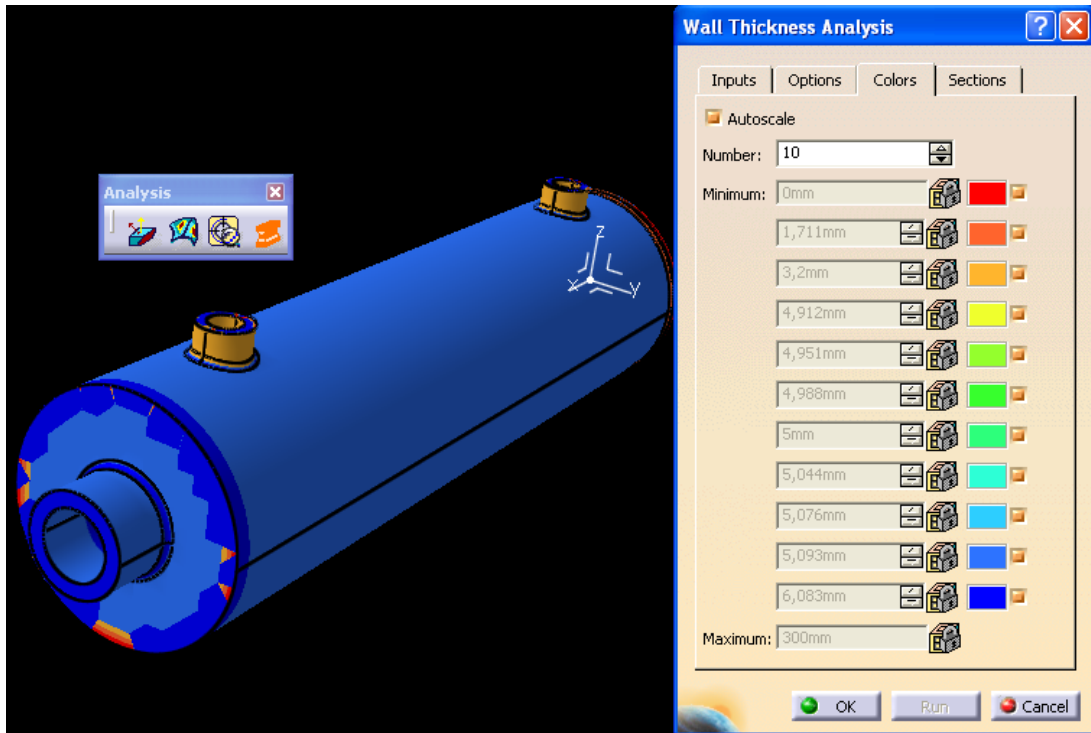 Wall Thickness Analysis
Inputs Options Colors Sections
Autoscale
Number: 10
Minimum: 0mm
1,711mm
3,2mm
4,912mm
4,951mm
4,988mm
5mm
5,044mm
5,076mm
5,093mm
6,083mm
Maximum: 300mm
OK Run Cancel
Analysis
z
x y